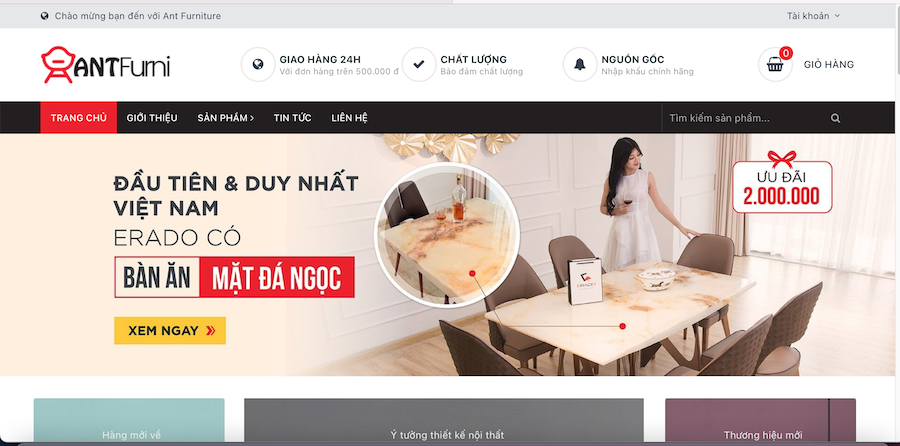 Chào mừng bạn đến với Ant Furniture
Tài khoản
ANTFurni
GIAO HÀNG 24H
Với đơn hàng trên 500.000 đ
CHẤT LƯỢNG
Bảo đảm chất lượng
NGUỒN GỐC
Nhập khẩu chính hãng
0
GIỎ HÀNG
TRANG CHỦ
GIỚI THIỆU
SẢN PHẨM
TIN TỨC
LIÊN HỆ
Tìm kiếm sản phẩm...
ĐẦU TIÊN & DUY NHẤT
VIỆT NAM
ERADO CÓ
BÀN ĂN MẶT ĐÁ NGỌC
XEM NGAY
ƯU ĐÃI
2.000.000
ERADO
Hàng mới về
Ý tưởng thiết kế nội thất
Thương hiệu mới